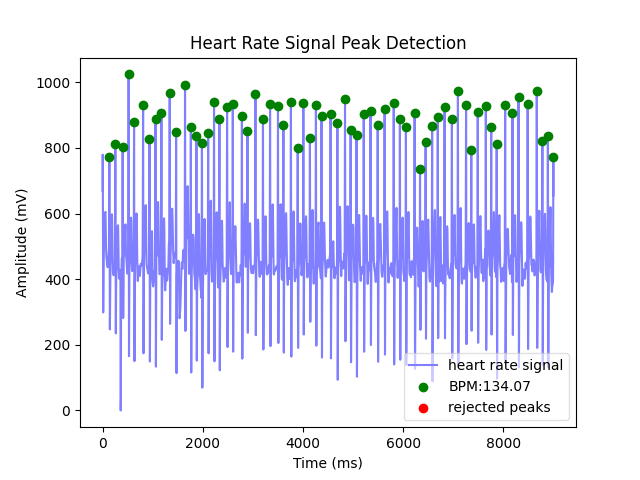 Heart Rate Signal Peak Detection
1000
800
600
400
200
0
Amplitude (mV)
heart rate signal
BPM:134.07
rejected peaks
0 2000 4000 6000 8000
Time (ms)